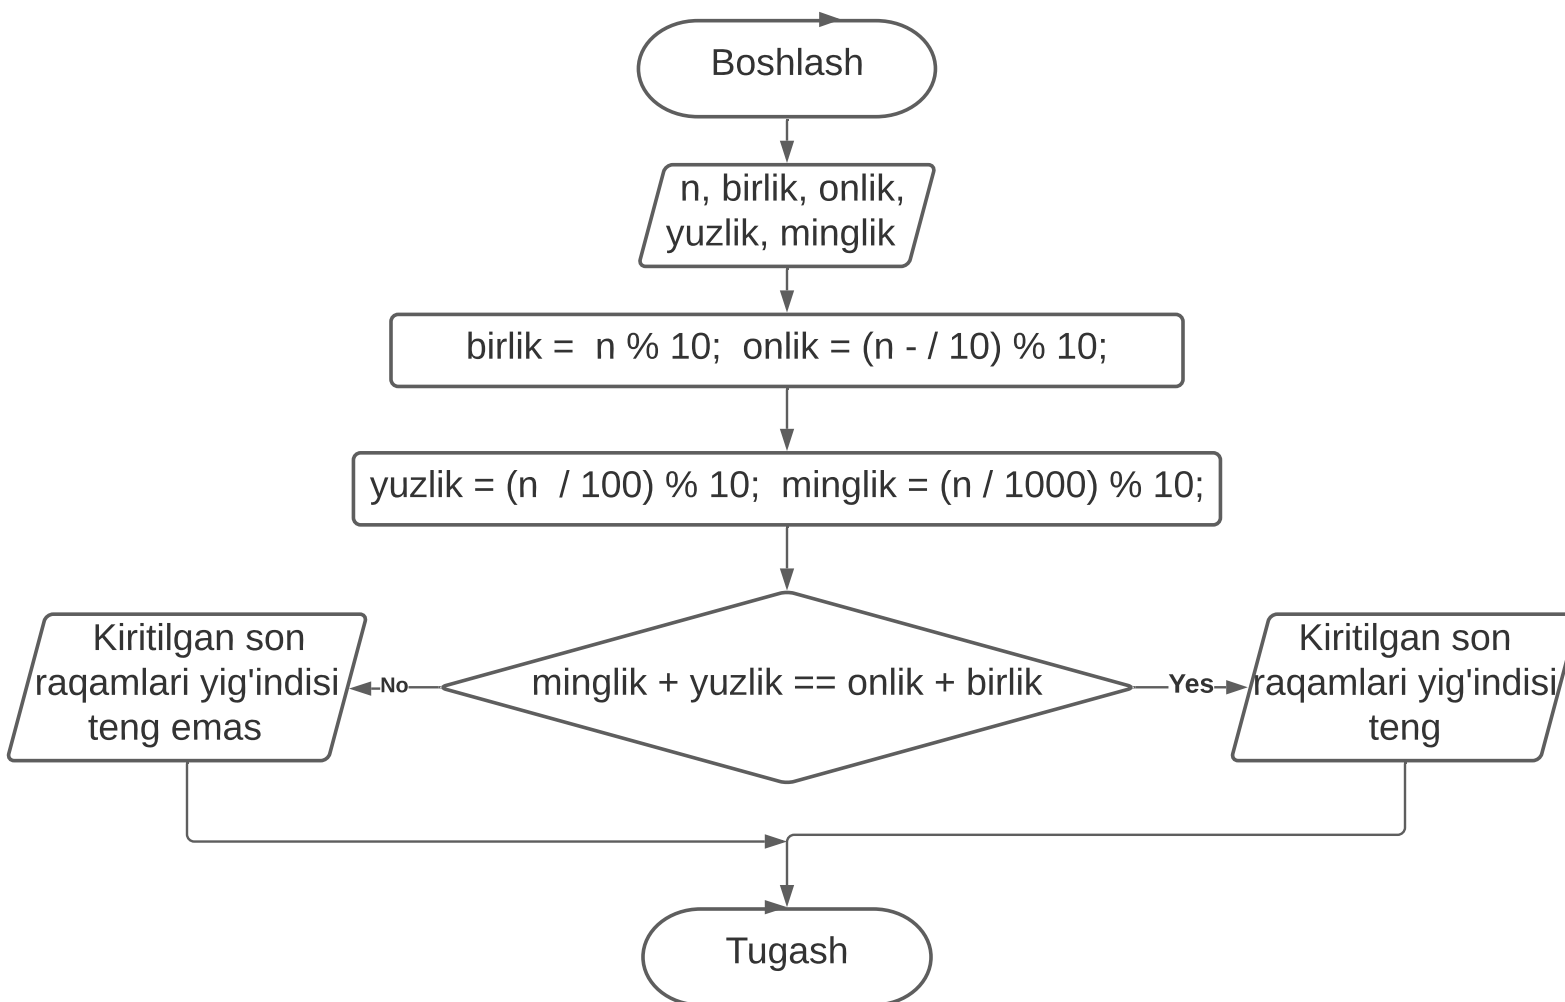 Boshlash
n, birlik, onlik,
yuzlik, minglik
birlik =  n % 10;  onlik = (n - / 10) % 10;
yuzlik = (n  / 100) % 10;  minglik = (n / 1000) % 10;
Kiritilgan son
raqamlari yig'indisi
teng emas
No
minglik + yuzlik == onlik + birlik
Yes
Kiritilgan son
raqamlari yig'indisi
teng
Tugash